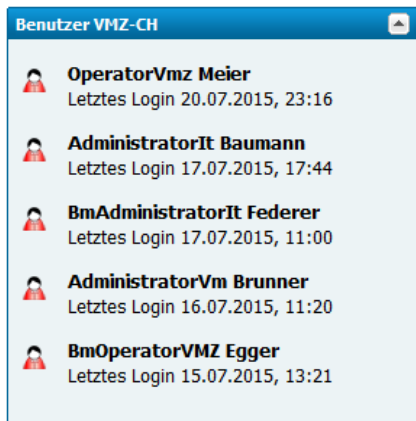 Benutzer VMZ-CH
OperatorVmz Meier
Letztes Login 20.07.2015, 23:16
AdministratorIt Baumann
Letztes Login 17.07.2015, 17:44
BmAdministratorIt Federer
Letztes Login 17.07.2015, 11:00
AdministratorVm Brunner
Letztes Login 16.07.2015, 11:20
BmOperatorVMZ Egger
Letztes Login 15.07.2015, 13:21